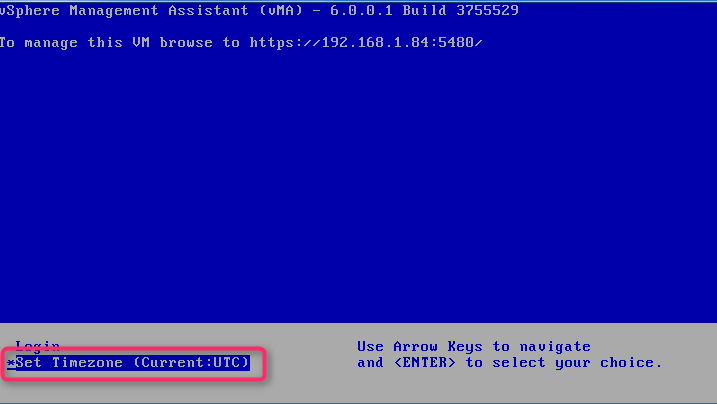 vSphere Management Assistant (vMA) - 6.0.0.1 Build 3755529
To manage this VM browse to https://192.168.1.84:5480/
Login
*Set Timezone (Current:UTC)
Use Arrow Keys to navigate
and <ENTER> to select your choice.